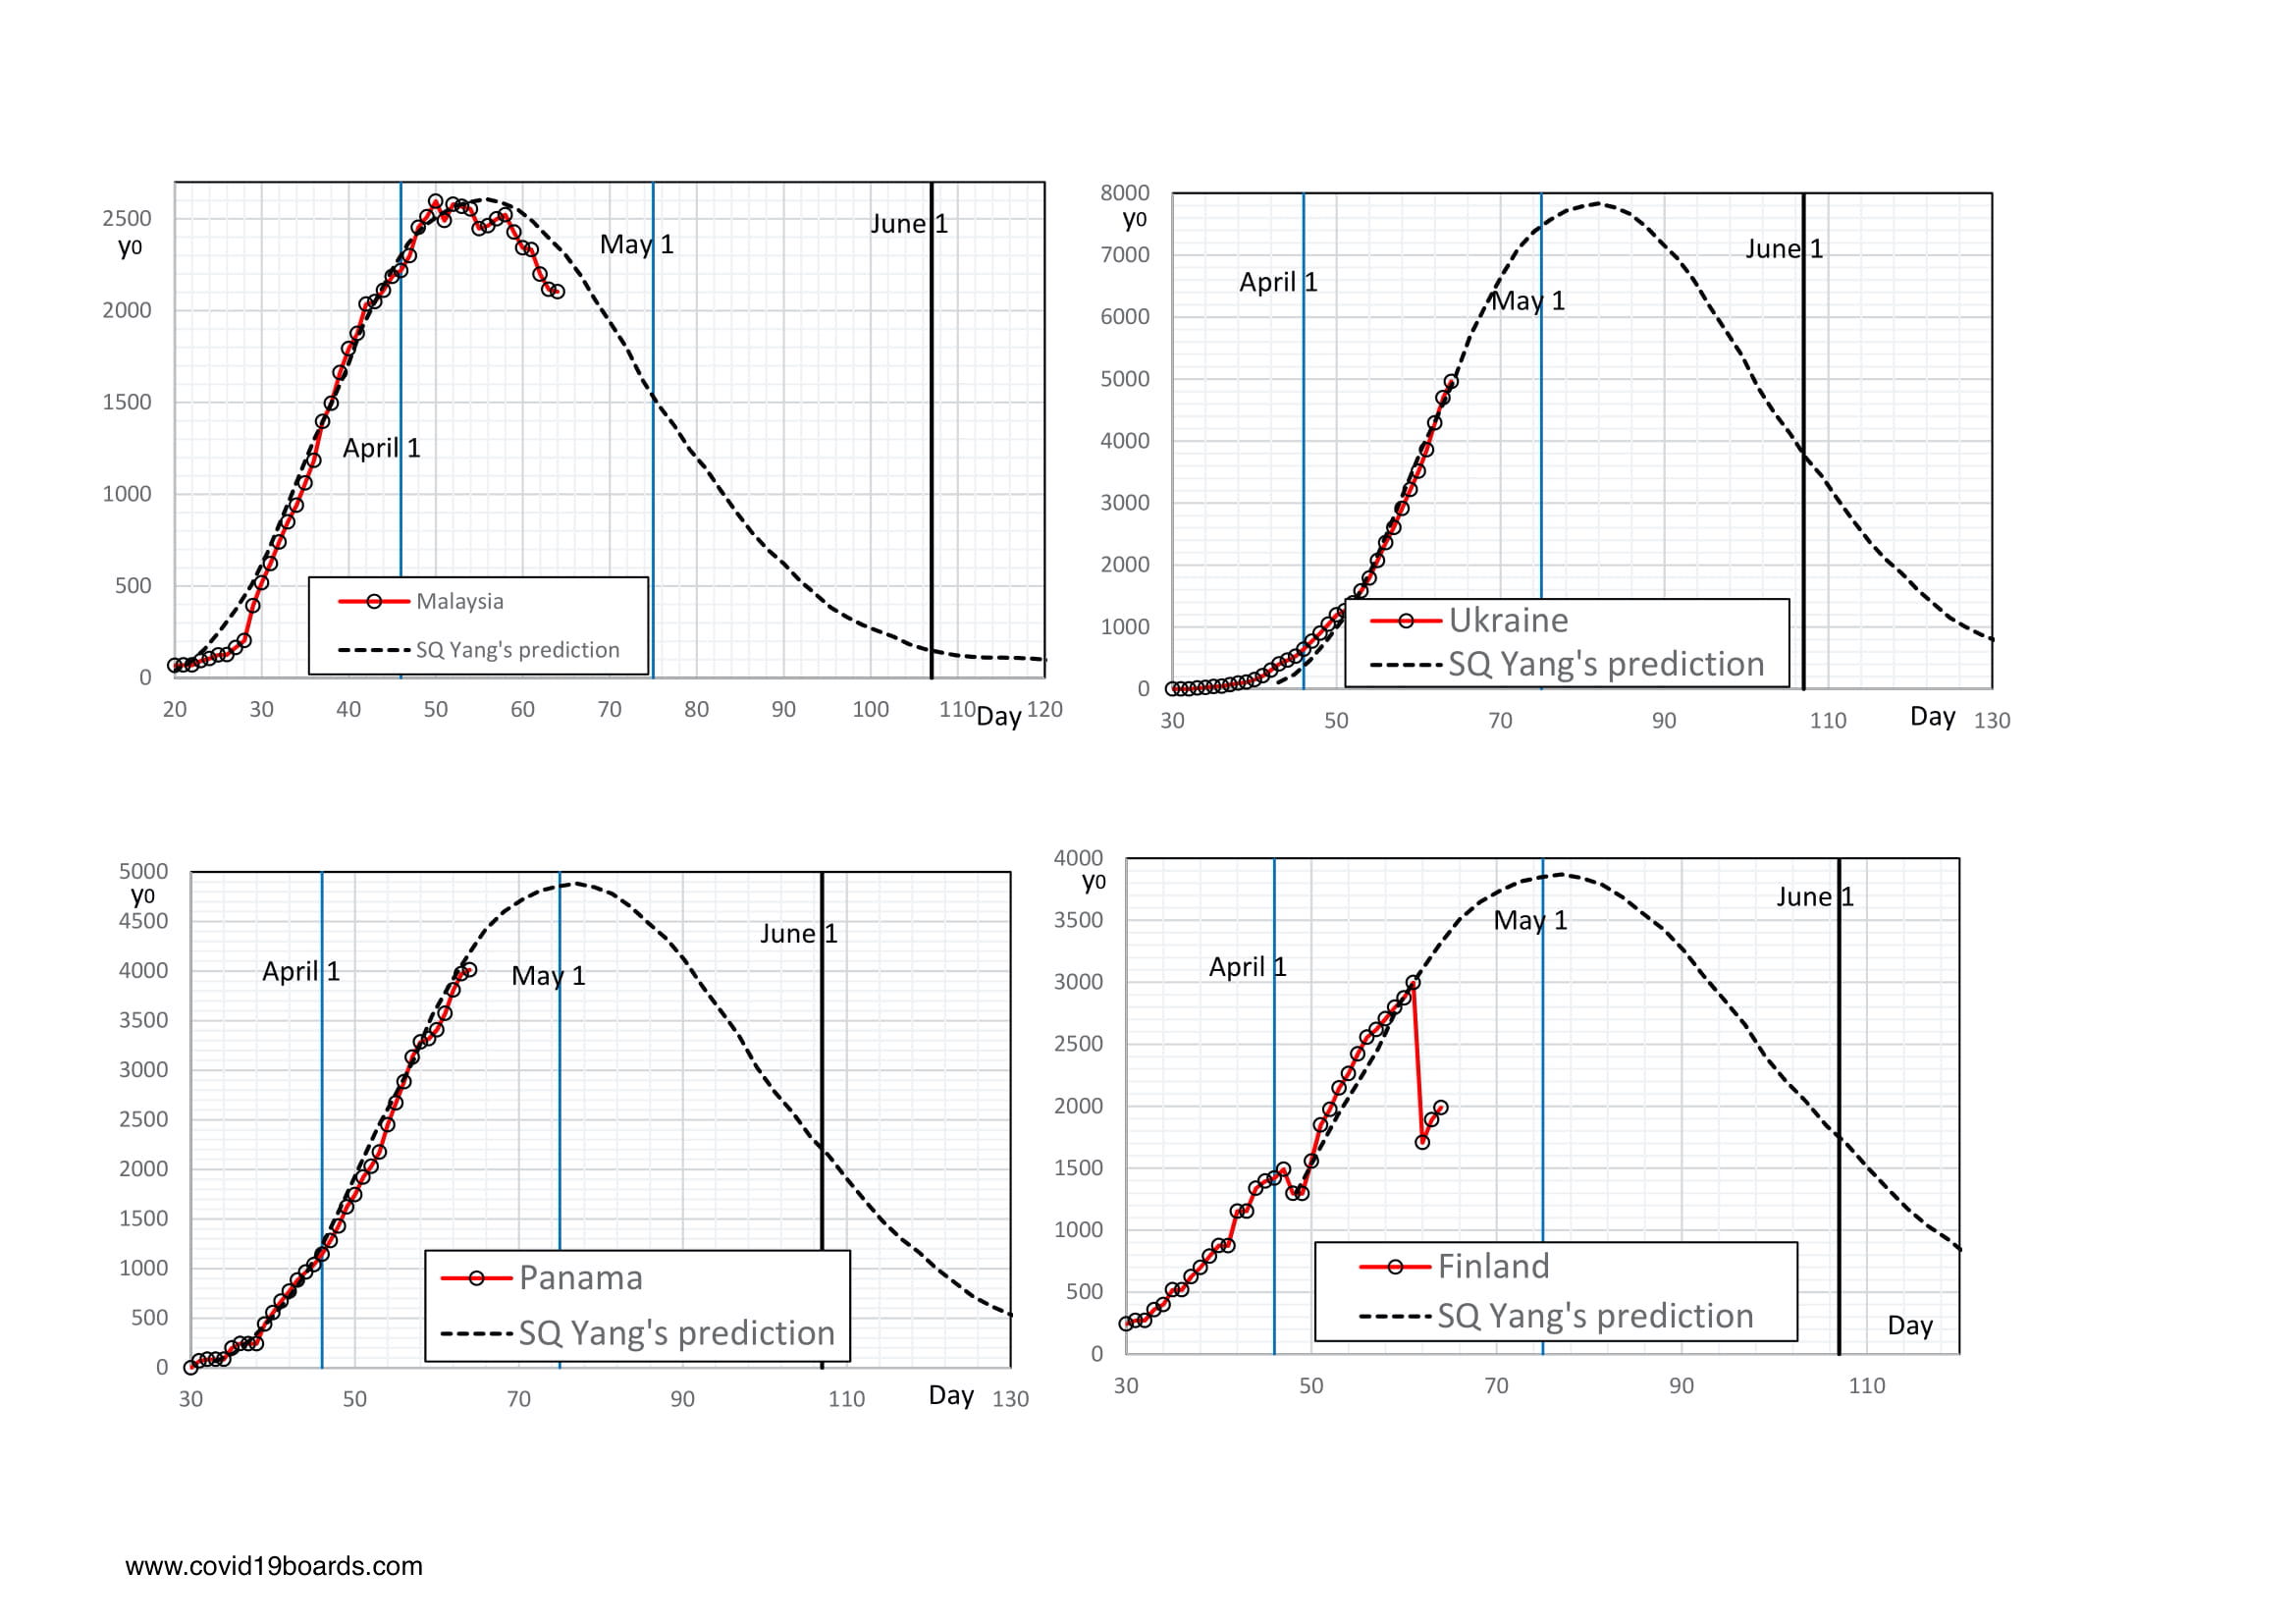 2500
y0
2000
1500
1000
500
0
April 1
May 1
June 1
Malaysia
SQ Yang's prediction
20 30 40 50 60 70 80 90 100 110 Day 120
8000
y0
7000
6000
5000
4000
3000
2000
1000
0
April 1
May 1
June 1
Ukraine
SQ Yang's prediction
30 50 70 90 110 Day 130
5000
y0
4500
4000
3500
3000
2500
2000
1500
1000
500
0
April 1
May 1
June 1
Panama
SQ Yang's prediction
30 50 70 90 110 Day 130
4000
y0
3500
3000
2500
2000
1500
1000
500
0
April 1
May 1
June 1
Finland
SQ Yang's prediction
Day
30 50 70 90 110
www.covid19boards.com